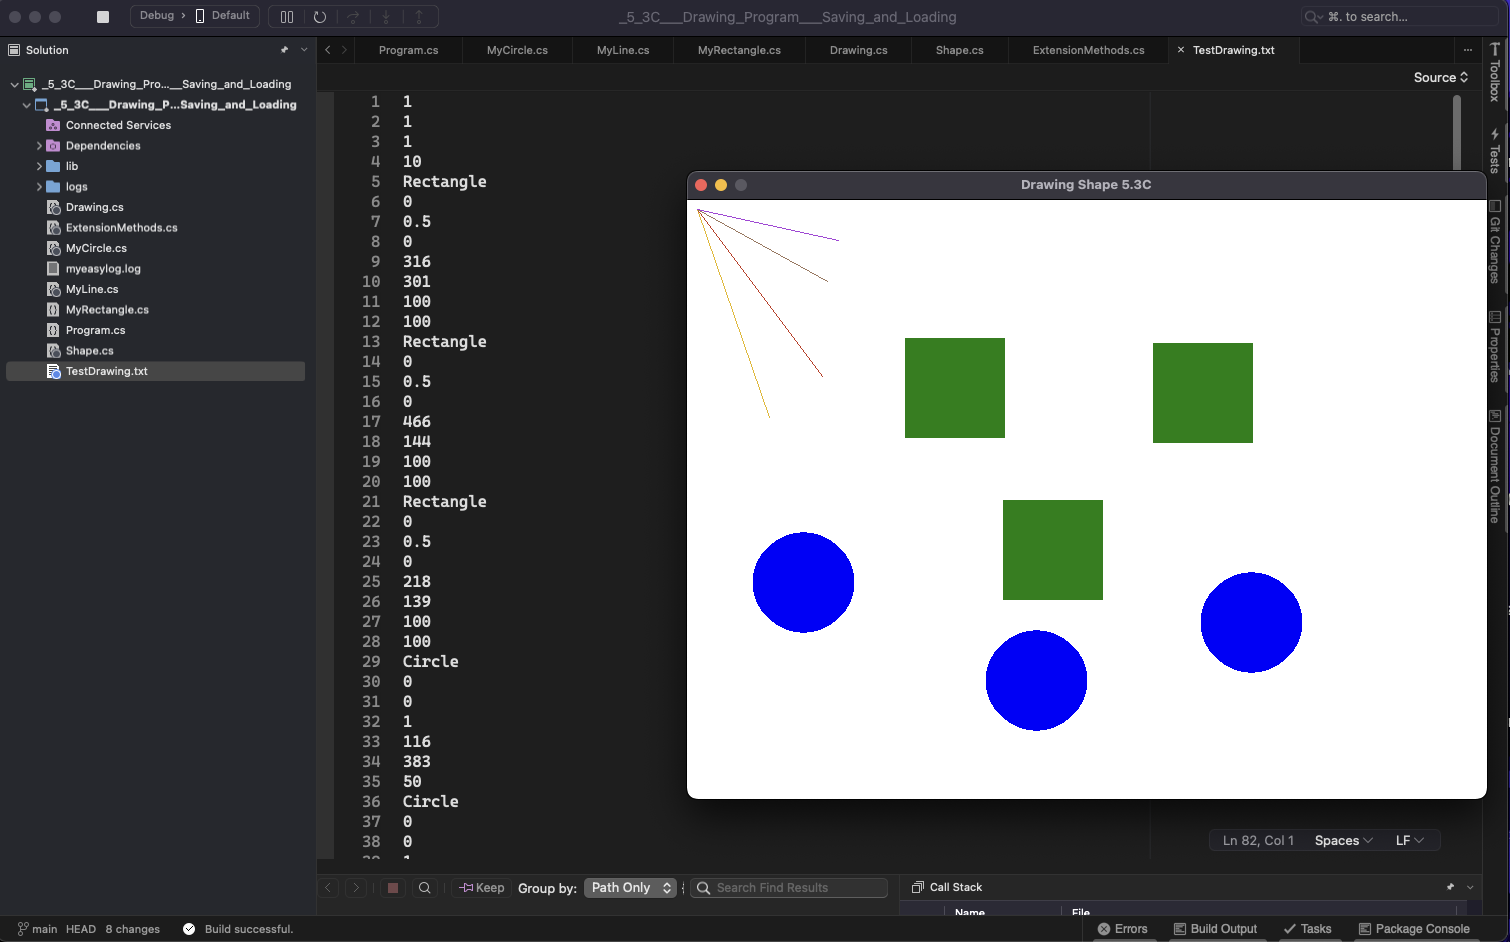 Debug › Default
_5_3C___Drawing_Program___Saving_and_Loading
⌘. to search...
Solution
Program.cs MyCircle.cs MyLine.cs MyRectangle.cs Drawing.cs Shape.cs ExtensionMethods.cs × TestDrawing.txt ...
Source
_5_3C___Drawing_Pro...__Saving_and_Loading
_5_3C___Drawing_P...Saving_and_Loading
Connected Services
Dependencies
lib
logs
Drawing.cs
ExtensionMethods.cs
MyCircle.cs
myeasylog.log
MyLine.cs
MyRectangle.cs
Program.cs
Shape.cs
TestDrawing.txt
1 1
2 1
3 1
4 10
5 Rectangle
6 0
7 0.5
8 0
9 316
10 301
11 100
12 100
13 Rectangle
14 0
15 0.5
16 0
17 466
18 144
19 100
20 100
21 Rectangle
22 0
23 0.5
24 0
25 218
26 139
27 100
28 100
29 Circle
30 0
31 0
32 1
33 116
34 383
35 50
36 Circle
37 0
38 0
39 1
Drawing Shape 5.3C
Toolbox
Tests
Git Changes
Properties
Document Outline
Ln 82, Col 1 Spaces LF
Keep Group by: Path Only Search Find Results
Call Stack
Name File
main HEAD 8 changes Build successful.
Errors Build Output Tasks Package Console